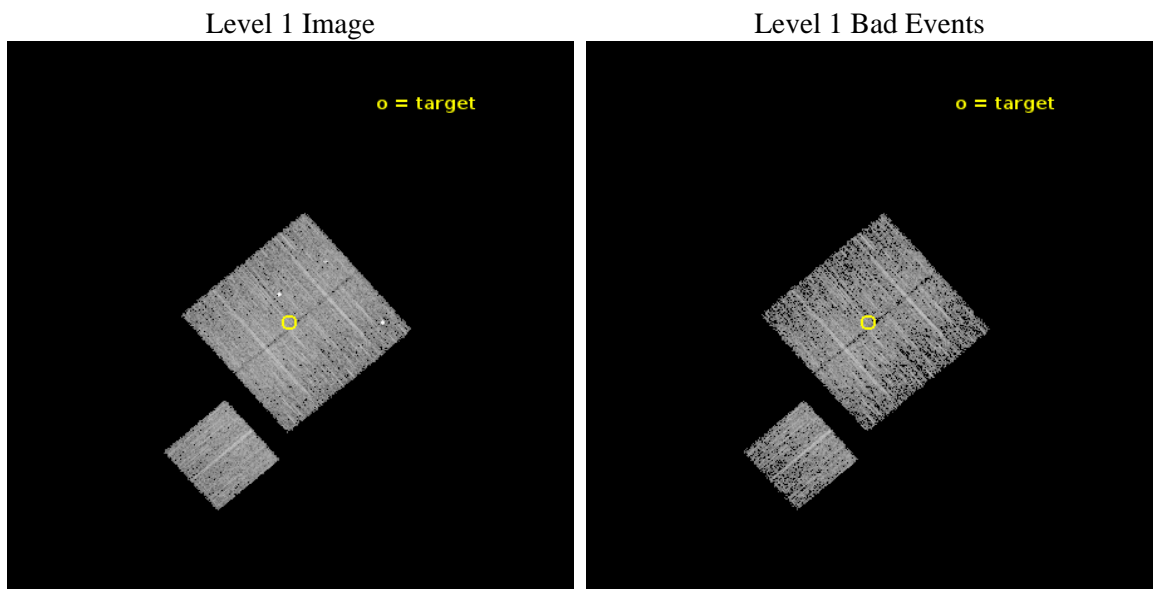 Level 1 Image
Level 1 Bad Events
o = target
o = target